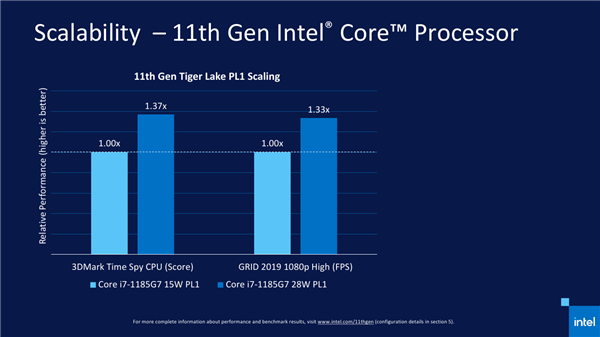 Scalability – 11th Gen Intel® Core™ Processor
11th Gen Tiger Lake PL1 Scaling
Relative Performance (higher is better)
1.00x
1.37x
1.00x
1.33x
3DMark Time Spy CPU (Score)
GRID 2019 1080p High (FPS)
Core i7-1185G7 15W PL1
Core i7-1185G7 28W PL1
For more complete information about performance and benchmark results, visit www.intel.com/11thgen (configuration details in section 5).
intel